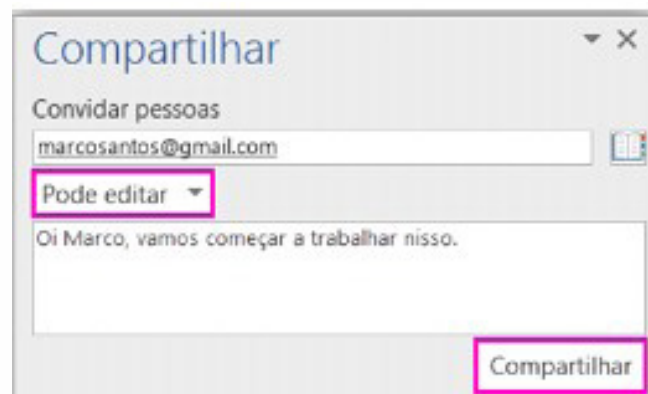 Compartilhar
Convidar pessoas
marcosantos@gmail.com
Pode editar
Oi Marco, vamos começar a trabalhar nisso.
Compartilhar